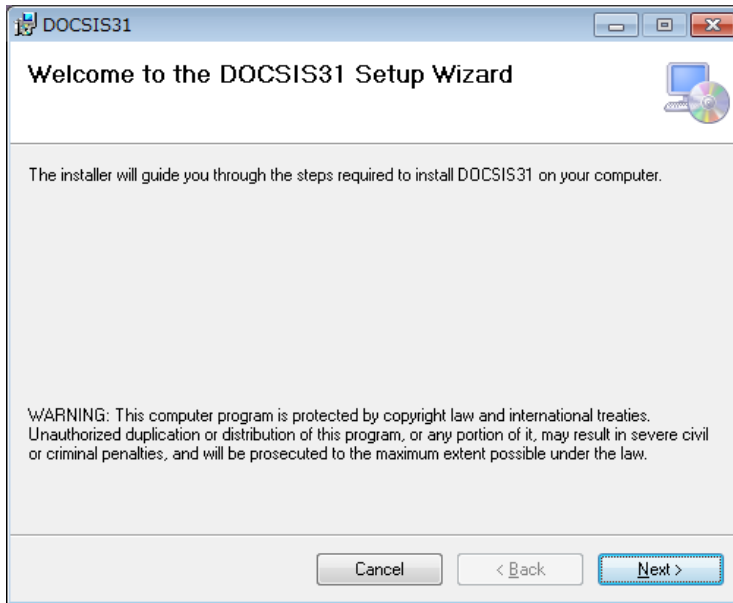 DOCSIS31
Welcome to the DOCSIS31 Setup Wizard
The installer will guide you through the steps required to install DOCSIS31 on your computer.
WARNING: This computer program is protected by copyright law and international treaties.
Unauthorized duplication or distribution of this program, or any portion of it, may result in severe civil
or criminal penalties, and will be prosecuted to the maximum extent possible under the law.
Cancel
< Back
Next >